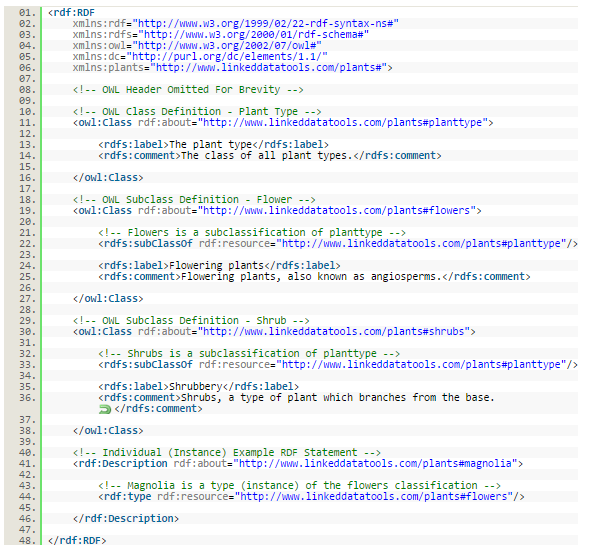 01. <rdf:RDF
02. xmlns:rdf="http://www.w3.org/1999/02/22-rdf-syntax-ns#"
03. xmlns:rdfs="http://www.w3.org/2000/01/rdf-schema#"
04. xmlns:owl="http://www.w3.org/2002/07/owl#"
05. xmlns:dc="http://purl.org/dc/elements/1.1/"
06. xmlns:plants="http://www.linkeddatatools.com/plants#">
07.
08. <!-- OWL Header Omitted For Brevity -->
09.
10. <!-- OWL Class Definition - Plant Type -->
11. <owl:Class rdf:about="http://www.linkeddatatools.com/plants#planttype">
12.
13. <rdfs:label>The plant type</rdfs:label>
14. <rdfs:comment>The class of all plant types.</rdfs:comment>
15.
16. </owl:Class>
17.
18. <!-- OWL Subclass Definition - Flower -->
19. <owl:Class rdf:about="http://www.linkeddatatools.com/plants#flowers">
20.
21. <!-- Flowers is a subclassification of planttype -->
22. <rdfs:subClassOf rdf:resource="http://www.linkeddatatools.com/plants#planttype"/>
23.
24. <rdfs:label>Flowering plants</rdfs:label>
25. <rdfs:comment>Flowering plants, also known as angiosperms.</rdfs:comment>
26.
27. </owl:Class>
28.
29. <!-- OWL Subclass Definition - Shrub -->
30. <owl:Class rdf:about="http://www.linkeddatatools.com/plants#shrubs">
31.
32. <!-- Shrubs is a subclassification of planttype -->
33. <rdfs:subClassOf rdf:resource="http://www.linkeddatatools.com/plants#planttype"/>
34.
35. <rdfs:label>Shrubbery</rdfs:label>
36. <rdfs:comment>Shrubs, a type of plant which branches from the base.
</rdfs:comment>
37.
38. </owl:Class>
39.
40. <!-- Individual (Instance) Example RDF Statement -->
41. <rdf:Description rdf:about="http://www.linkeddatatools.com/plants#magnolia">
42.
43. <!-- Magnolia is a type (instance) of the flowers classification -->
44. <rdf:type rdf:resource="http://www.linkeddatatools.com/plants#flowers"/>
45.
46. </rdf:Description>
47.
48. </rdf:RDF>